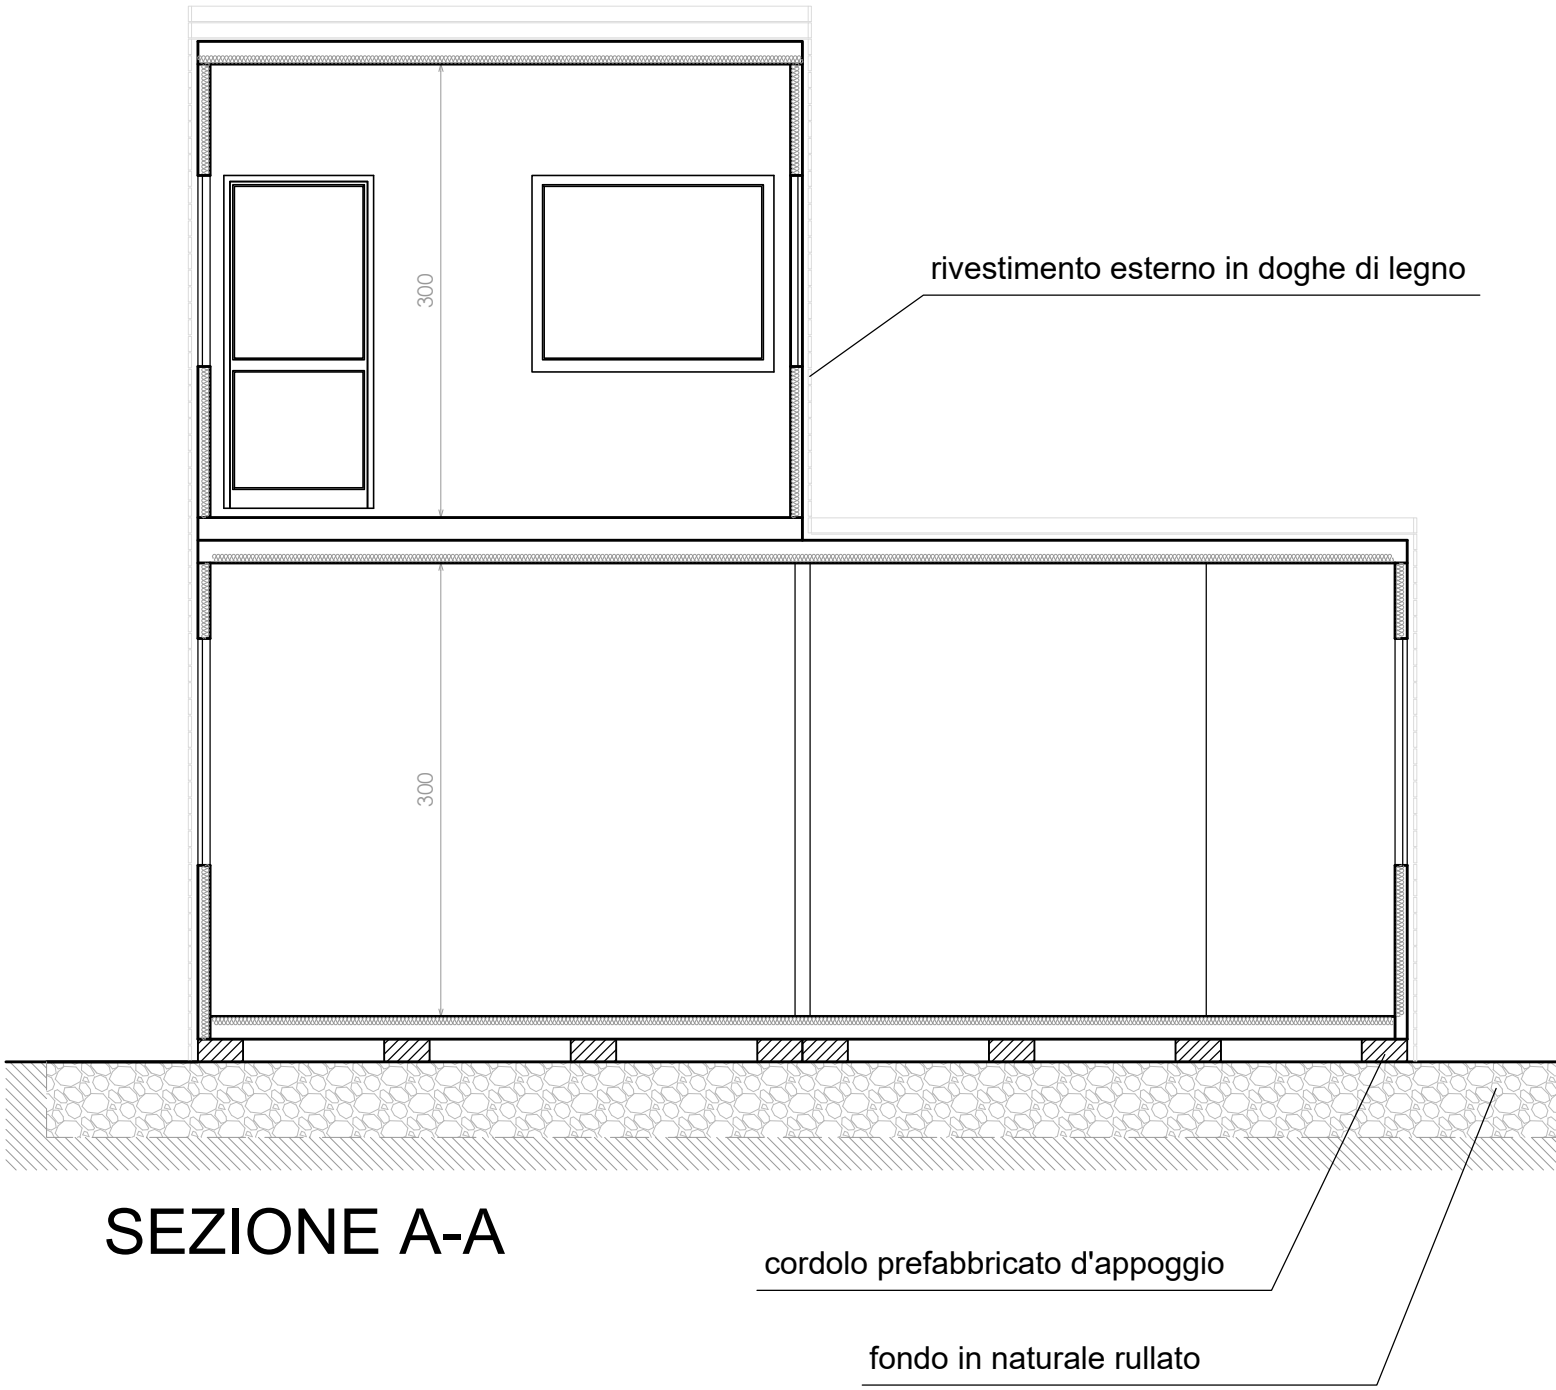 rivestimento esterno in doghe di legno
300
300
SEZIONE A-A
cordolo prefabbricato d'appoggio
fondo in naturale rullato